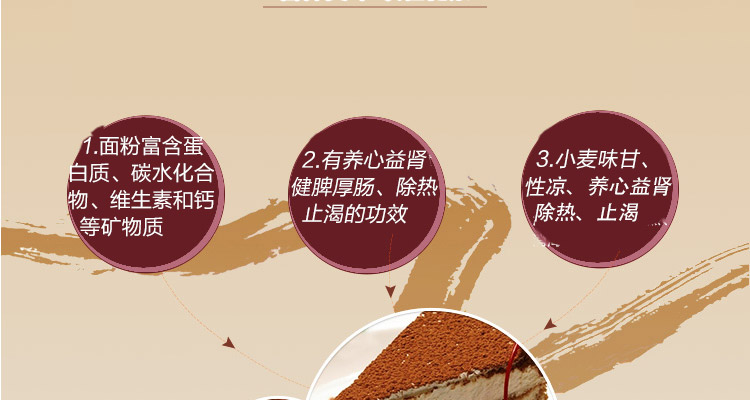 1.面粉富含蛋
白质、碳水化合
物、维生素和钙
等矿物质
2.有养心益肾
健脾厚肠、除热
止渴的功效
3.小麦味甘、
性凉、养心益肾
除热、止渴